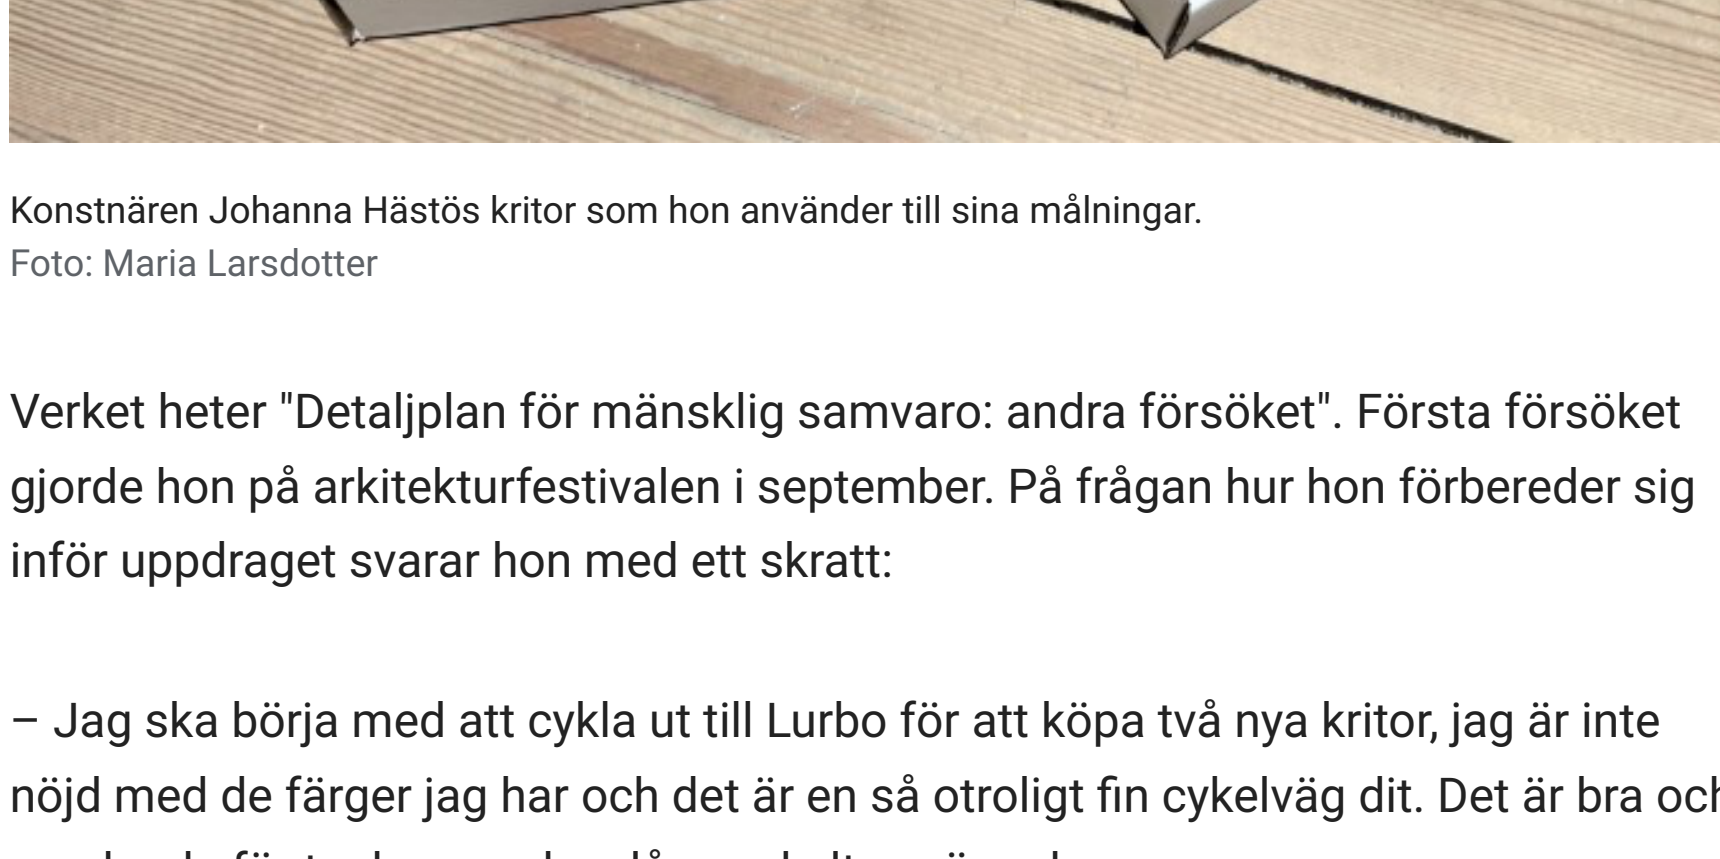 Konstnären Johanna Hästös kritor som hon använder till sina målningar.
Foto: Maria Larsdotter
Verket heter "Detaljplan för mänsklig samvaro: andra försöket". Första försöket
gjorde hon på arkitekturfestivalen i september. På frågan hur hon förbereder sig
inför uppdraget svarar hon med ett skratt:
– Jag ska börja med att cykla ut till Lurbo för att köpa två nya kritor, jag är inte
nöjd med de färger jag har och det är en så otroligt fin cykelväg dit. Det är bra och